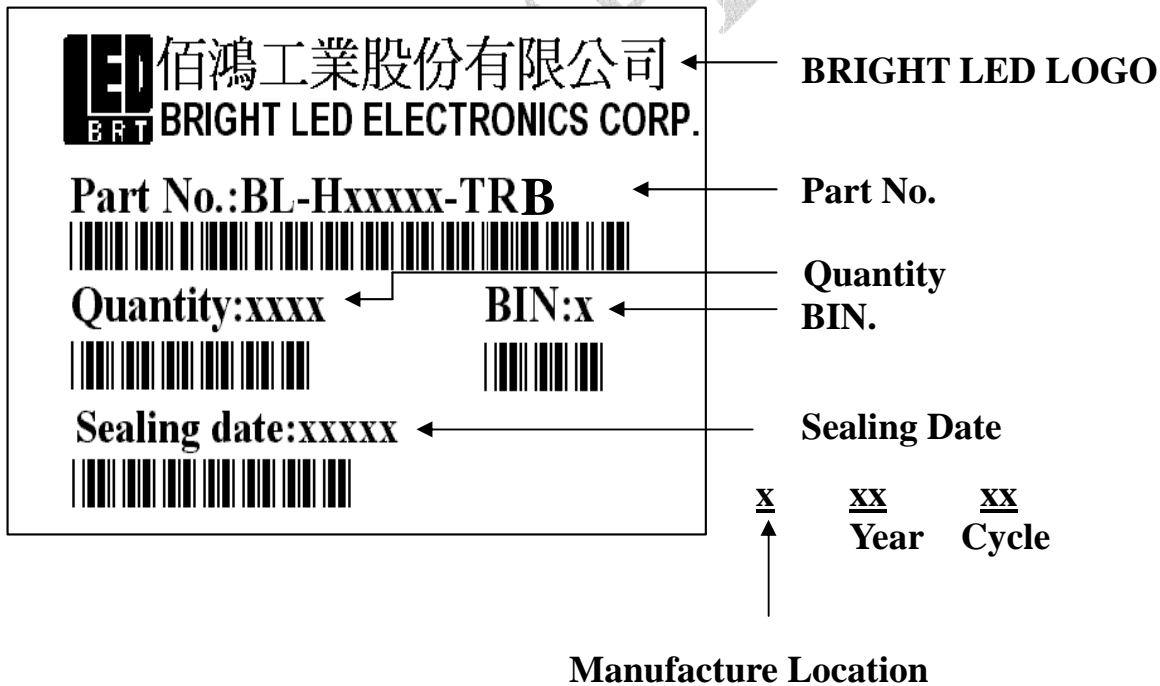 LED 佰鴻工業股份有限公司
BRT BRIGHT LED ELECTRONICS CORP.
BRIGHT LED LOGO
Part No.:BL-Hxxxxx-TRB
Part No.
Quantity:xxxx
BIN:x
Quantity
BIN.
Sealing date:xxxxx
Sealing Date
x xx xx
Year Cycle
Manufacture Location